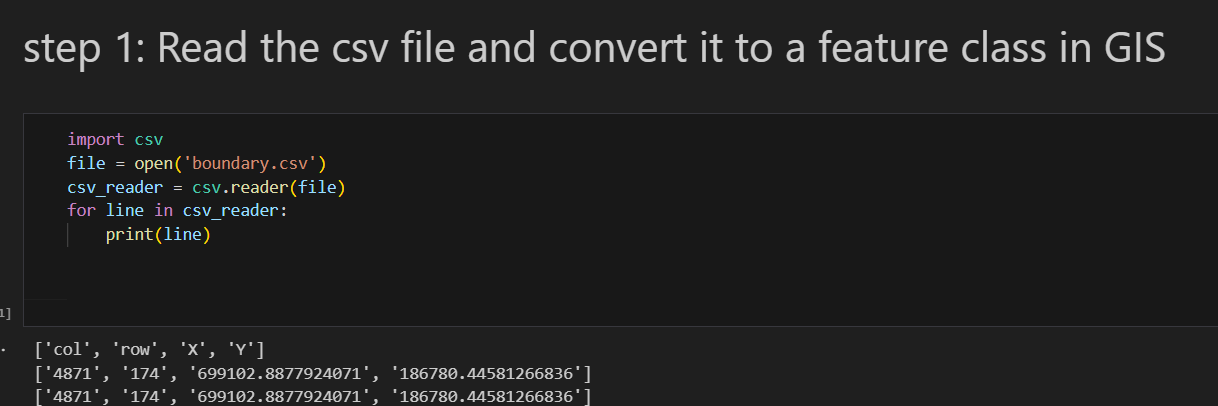 step 1: Read the csv file and convert it to a feature class in GIS
import csv
file = open('boundary.csv')
csv_reader = csv.reader(file)
for line in csv_reader:
    print(line)
1]
['col', 'row', 'X', 'Y']
['4871', '174', '699102.8877924071', '186780.44581266836']
['4871', '174', '699102.8877924071', '186780.44581266836']